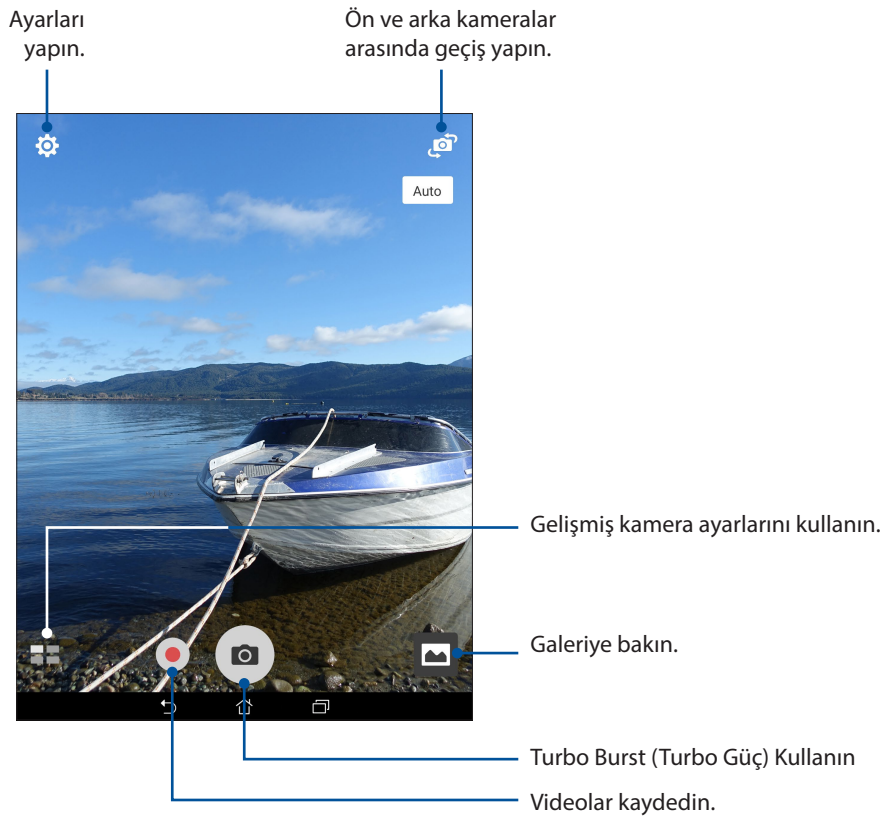 Ayarları
yapın.
Ön ve arka kameralar
arasında geçiş yapın.
Auto
Gelişmiş kamera ayarlarını kullanın.
Galeriye bakın.
Turbo Burst (Turbo Güç) Kullanın
Videolar kaydedin.